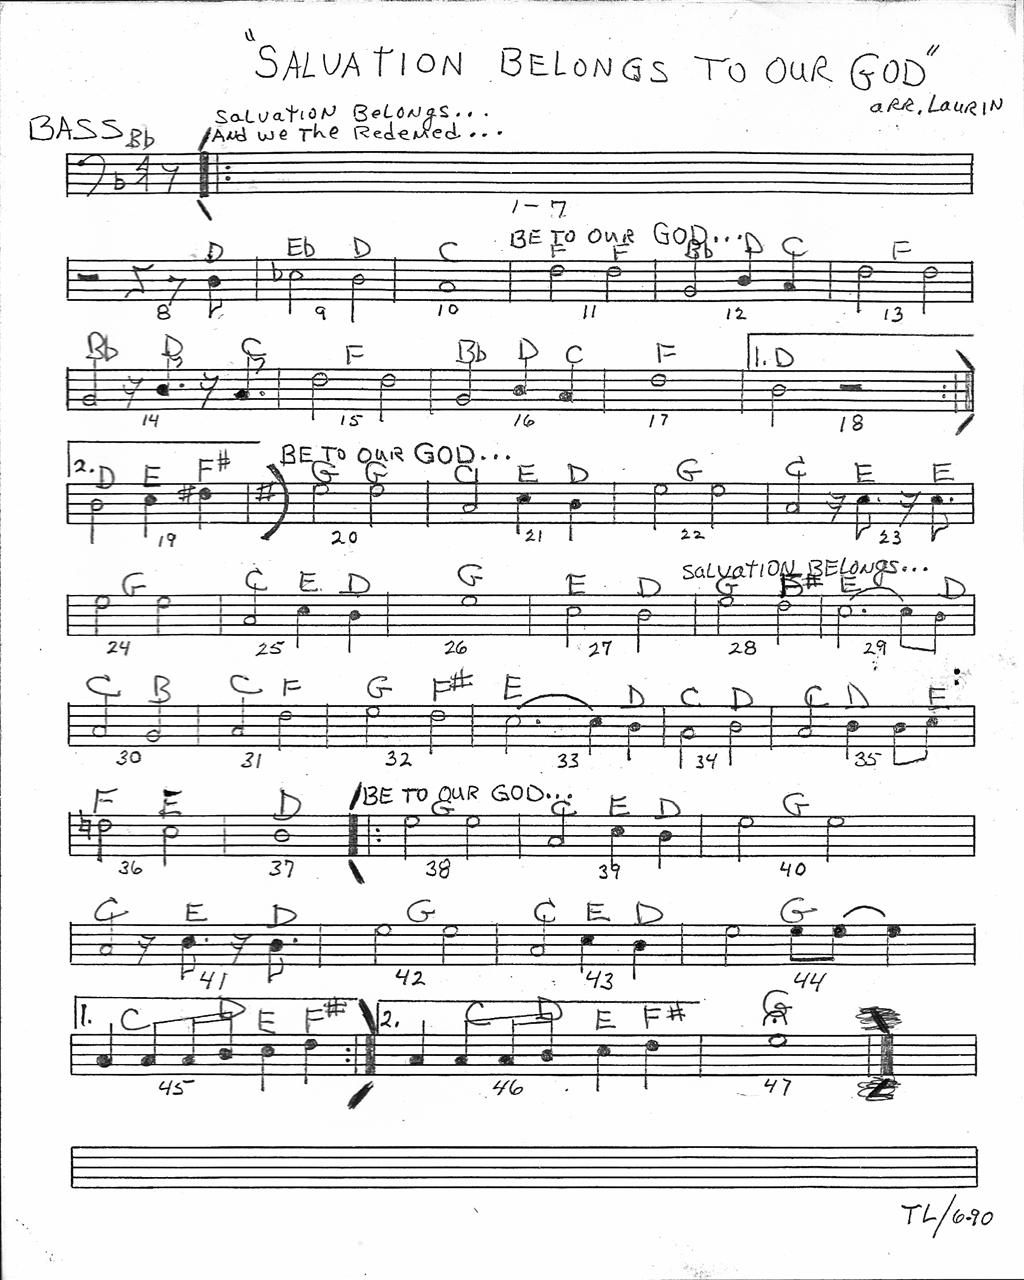 "SALVATION BELONGS TO OUR GOD"
arr. Laurin
BASS
Salvation Belongs...
Bb And we The Redemed...
1-7
BE TO OUR GOD...
D Eb D C F F Bb D C F
8 9 10 11 12 13
Bb D C F Bb D C F 1. D
14 15 16 17 18
BE TO OUR GOD...
2. D E F# G G C E D G C E E
19 20 21 22 23
Salvation Belongs...
G C E D G E D G F# E D
24 25 26 27 28 29
C B C F G F# E D C D C D E
30 31 32 33 34 35
BE TO OUR GOD...
F E D G C E D G
36 37 38 39 40
C E D G C E D G
41 42 43 44
1. C D E F# 2. C D E F# G
45 46 47
TL/6-90